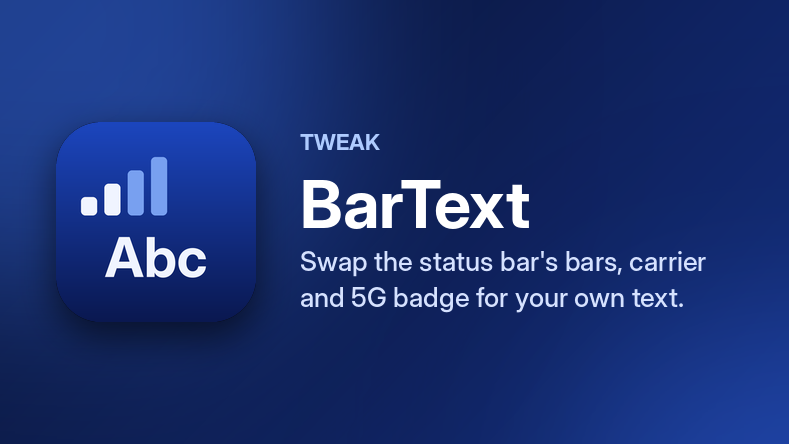 Abc
TWEAK
BarText
Swap the status bar's bars, carrier
and 5G badge for your own text.